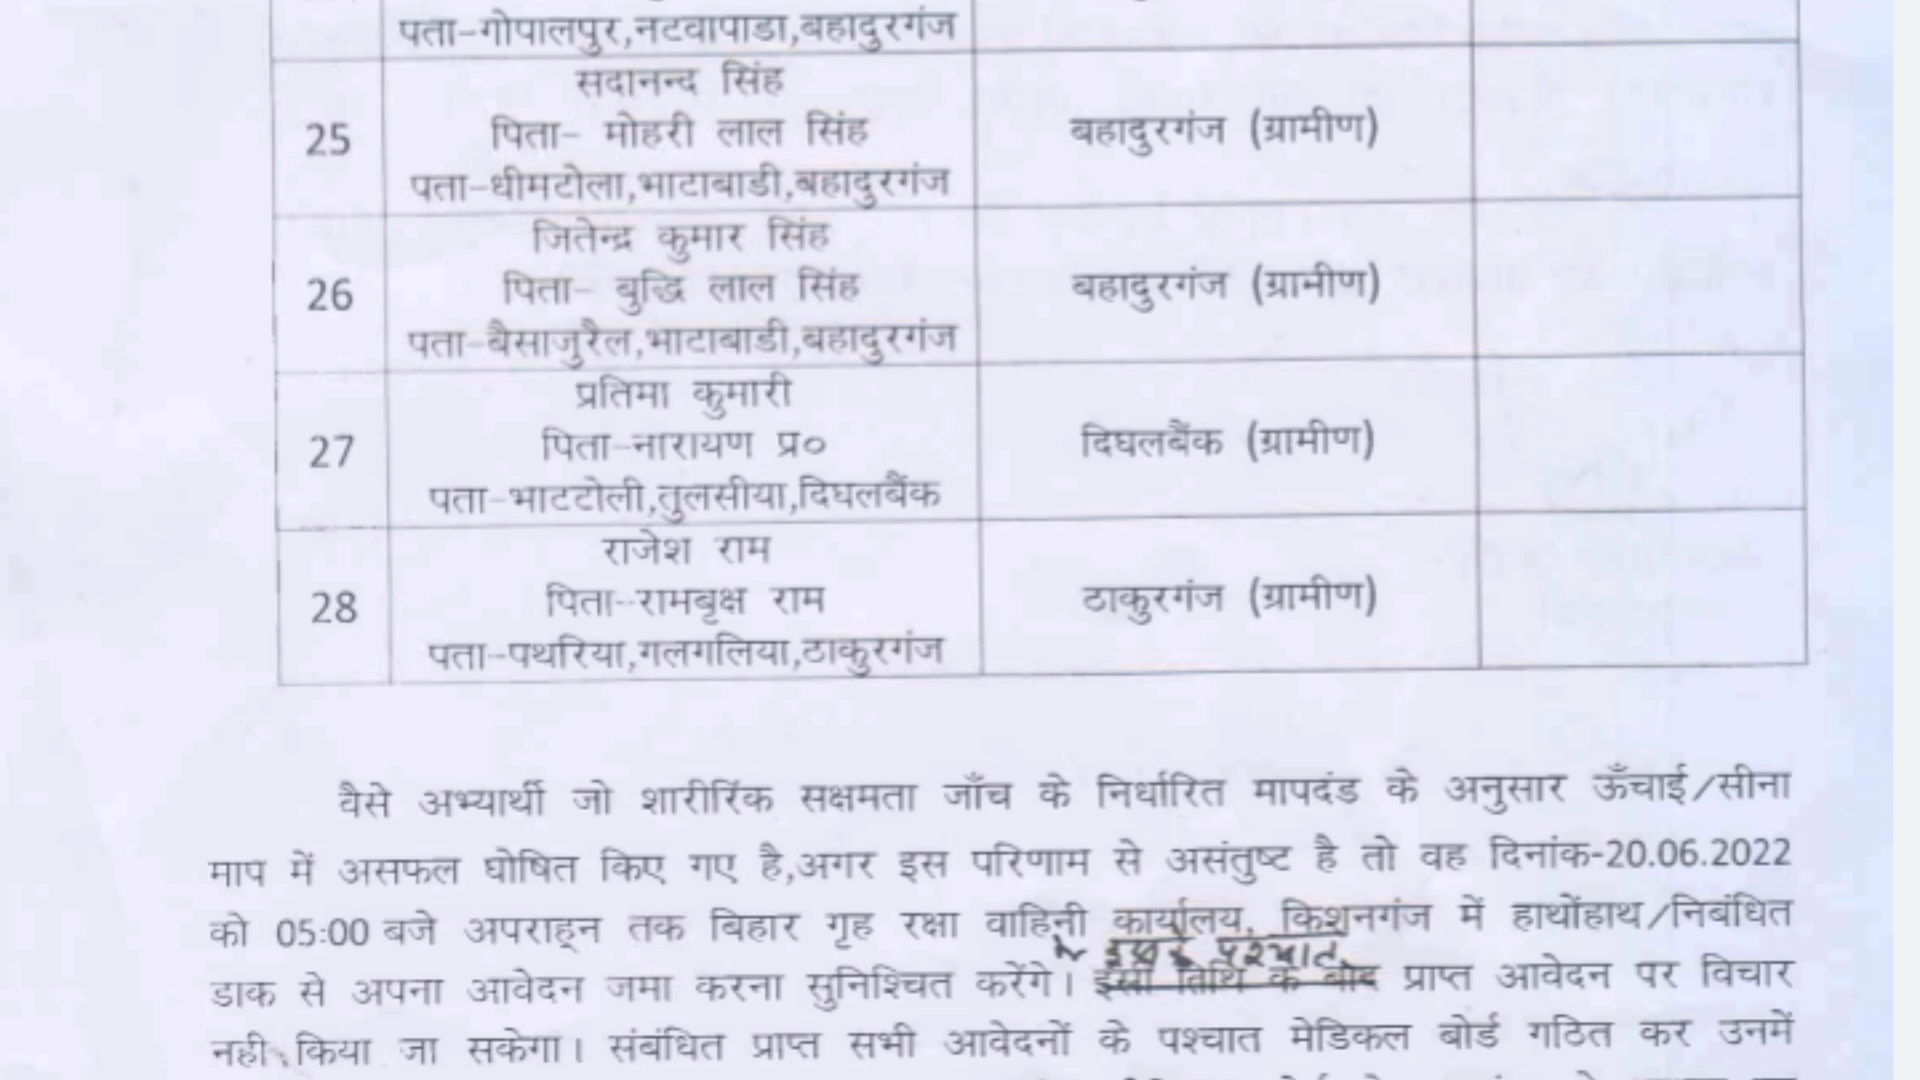 पता-गोपालपुर,नटवापाडा,बहादुरगंज
सदानन्द सिंह
25 पिता- मोहरी लाल सिंह बहादुरगंज (ग्रामीण)
पता-धीमटोला,भाटाबाडी,बहादुरगंज
जितेन्द्र कुमार सिंह
26 पिता- बुद्धि लाल सिंह बहादुरगंज (ग्रामीण)
पता-बैसाजुरैल,भाटाबाडी,बहादुरगंज
प्रतिमा कुमारी
27 पिता-नारायण प्र० दिघलबैंक (ग्रामीण)
पता-भाटटोली,तुलसीया,दिघलबैंक
राजेश राम
28 पिता--रामबृक्ष राम ठाकुरगंज (ग्रामीण)
पता-पथरिया,गलगलिया,ठाकुरगंज
वैसे अभ्यार्थी जो शारीरिंक सक्षमता जाँच के निर्धारित मापदंड के अनुसार ऊँचाई/सीना
माप में असफल घोषित किए गए है,अगर इस परिणाम से असंतुष्ट है तो वह दिनांक-20.06.2022
को 05:00 बजे अपराह्न तक बिहार गृह रक्षा वाहिनी कार्यालय, किशनगंज में हाथोंहाथ/निबंधित
इसके पश्चात
डाक से अपना आवेदन जमा करना सुनिश्चित करेंगे। इसी तिथि के बाद प्राप्त आवेदन पर विचार
नही किया जा सकेगा। संबंधित प्राप्त सभी आवेदनों के पश्चात मेडिकल बोर्ड गठित कर उनमें